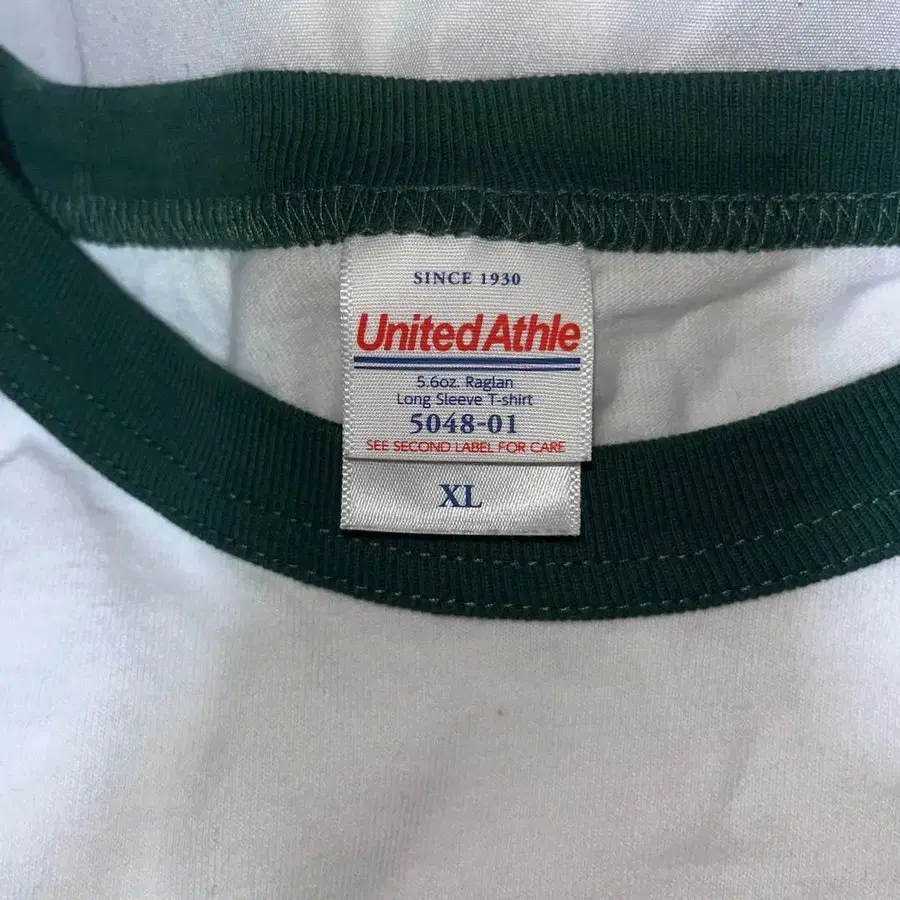 SINCE 1930
United Athle
5.6oz. Raglan
Long Sleeve T-shirt
5048-01
SEE SECOND LABEL FOR CARE
XL